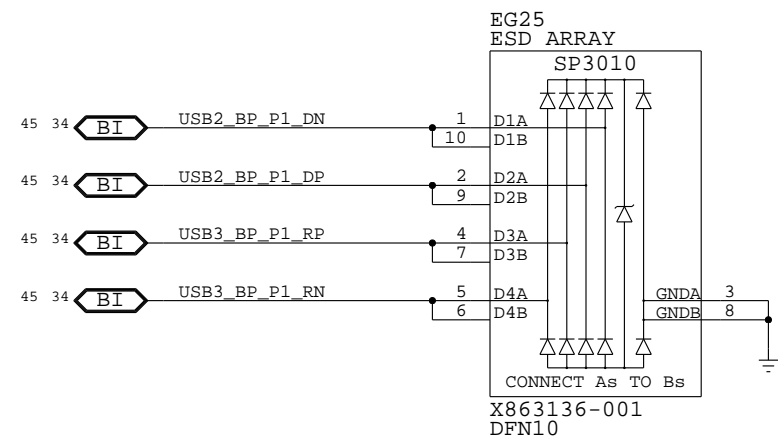 EG25
ESD ARRAY
SP3010
45 34 BI USB2_BP_P1_DN 1 D1A
10 D1B
45 34 BI USB2_BP_P1_DP 2 D2A
9 D2B
45 34 BI USB3_BP_P1_RP 4 D3A
7 D3B
45 34 BI USB3_BP_P1_RN 5 D4A GNDA 3
6 D4B GNDB 8
CONNECT As TO Bs
X863136-001
DFN10